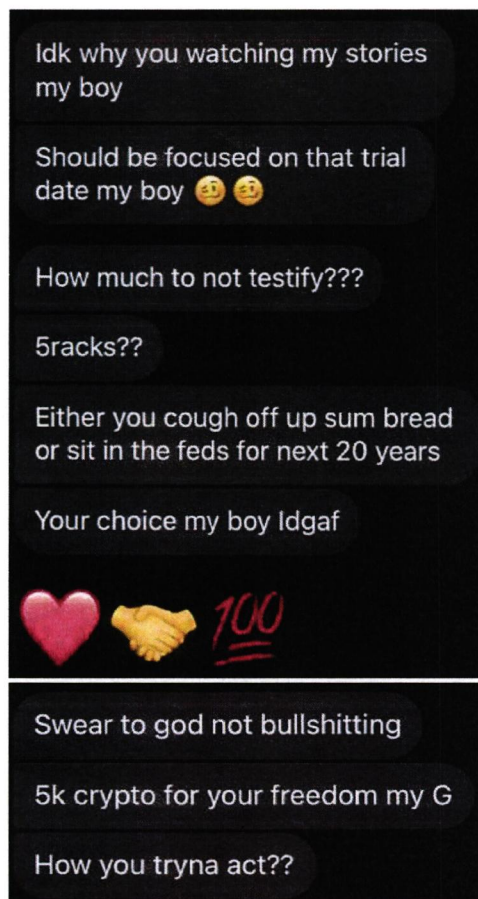 Idk why you watching my stories
my boy
Should be focused on that trial
date my boy 🥴🥴
How much to not testify???
5racks??
Either you cough off up sum bread
or sit in the feds for next 20 years
Your choice my boy Idgaf
🩷🤝💯
Swear to god not bullshitting
5k crypto for your freedom my G
How you tryna act??